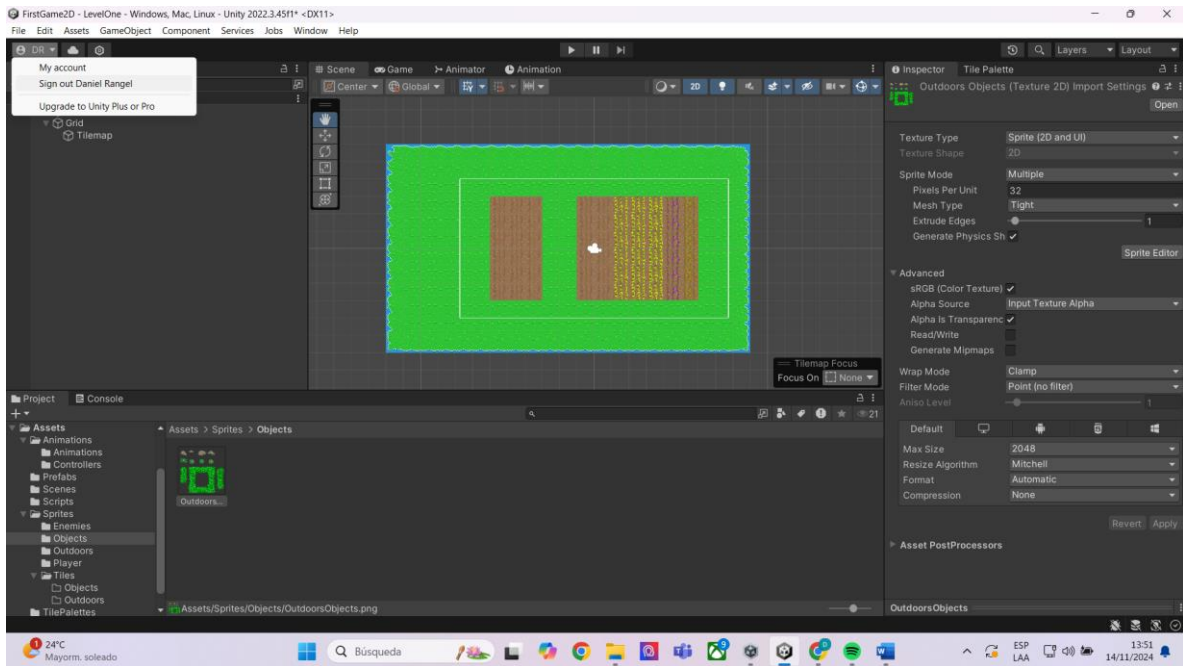 FirstGame2D - LevelOne - Windows, Mac, Linux - Unity 2022.3.45f1* <DX11>
File Edit Assets GameObject Component Services Jobs Window Help
DR
Layers Layout
My account
Sign out Daniel Rangel
Upgrade to Unity Plus or Pro
Grid
Tilemap
Scene Game Animator Animation
Center Global 2D
Tilemap Focus
Focus On None
Inspector Tile Palette
Outdoors Objects (Texture 2D) Import Settings
Open
Texture Type Sprite (2D and UI)
Texture Shape 2D
Sprite Mode Multiple
Pixels Per Unit 32
Mesh Type Tight
Extrude Edges 1
Generate Physics Sh
Sprite Editor
Advanced
sRGB (Color Texture)
Alpha Source Input Texture Alpha
Alpha Is Transparenc
Read/Write
Generate Mipmaps
Wrap Mode Clamp
Filter Mode Point (no filter)
Aniso Level 1
Default
Max Size 2048
Resize Algorithm Mitchell
Format Automatic
Compression None
Revert Apply
Asset PostProcessors
OutdoorsObjects
Project Console
21
Assets
Animations
Animations
Controllers
Prefabs
Scenes
Scripts
Sprites
Enemies
Objects
Outdoors
Player
Tiles
Objects
Outdoors
TilePalettes
Assets > Sprites > Objects
Outdoors...
Assets/Sprites/Objects/OutdoorsObjects.png
24°C
Mayorm. soleado
Búsqueda
ESP
LAA
13:51
14/11/2024